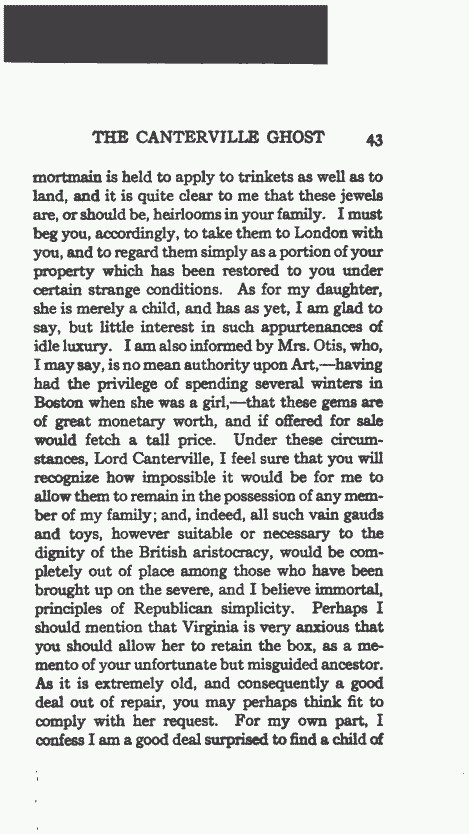 THE CANTERVILLE GHOST 43
mortmain is held to apply to trinkets as well as to
land, and it is quite clear to me that these jewels
are, or should be, heirlooms in your family. I must
beg you, accordingly, to take them to London with
you, and to regard them simply as a portion of your
property which has been restored to you under
certain strange conditions. As for my daughter,
she is merely a child, and has as yet, I am glad to
say, but little interest in such appurtenances of
idle luxury. I am also informed by Mrs. Otis, who,
I may say, is no mean authority upon Art,—having
had the privilege of spending several winters in
Boston when she was a girl,—that these gems are
of great monetary worth, and if offered for sale
would fetch a tall price. Under these circum-
stances, Lord Canterville, I feel sure that you will
recognize how impossible it would be for me to
allow them to remain in the possession of any mem-
ber of my family; and, indeed, all such vain gauds
and toys, however suitable or necessary to the
dignity of the British aristocracy, would be com-
pletely out of place among those who have been
brought up on the severe, and I believe immortal,
principles of Republican simplicity. Perhaps I
should mention that Virginia is very anxious that
you should allow her to retain the box, as a me-
mento of your unfortunate but misguided ancestor.
As it is extremely old, and consequently a good
deal out of repair, you may perhaps think fit to
comply with her request. For my own part, I
confess I am a good deal surprised to find a child of